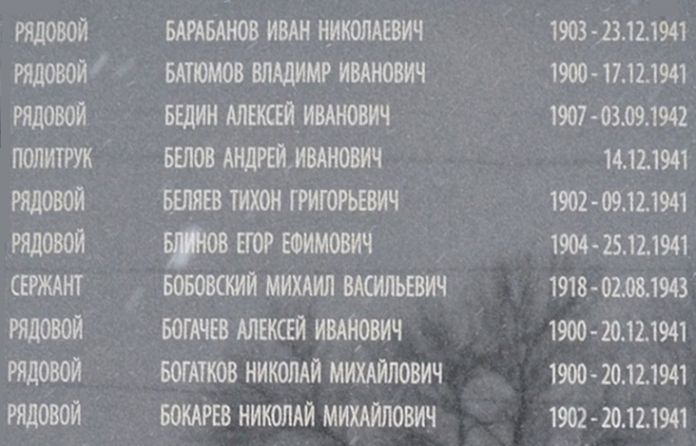 РЯДОВОЙ БАРАБАНОВ ИВАН НИКОЛАЕВИЧ 1903 - 23.12.1941
РЯДОВОЙ БАТЮМОВ ВЛАДИМР ИВАНОВИЧ 1900 - 17.12.1941
РЯДОВОЙ БЕДИН АЛЕКСЕЙ ИВАНОВИЧ 1907 - 03.09.1942
ПОЛИТРУК БЕЛОВ АНДРЕЙ ИВАНОВИЧ 14.12.1941
РЯДОВОЙ БЕЛЯЕВ ТИХОН ГРИГОРЬЕВИЧ 1902 - 09.12.1941
РЯДОВОЙ БЛИНОВ ЕГОР ЕФИМОВИЧ 1904 - 25.12.1941
СЕРЖАНТ БОБОВСКИЙ МИХАИЛ ВАСИЛЬЕВИЧ 1918 - 02.08.1943
РЯДОВОЙ БОГАЧЕВ АЛЕКСЕЙ ИВАНОВИЧ 1900 - 20.12.1941
РЯДОВОЙ БОГАТКОВ НИКОЛАЙ МИХАЙЛОВИЧ 1900 - 20.12.1941
РЯДОВОЙ БОКАРЕВ НИКОЛАЙ МИХАЙЛОВИЧ 1902 - 20.12.1941